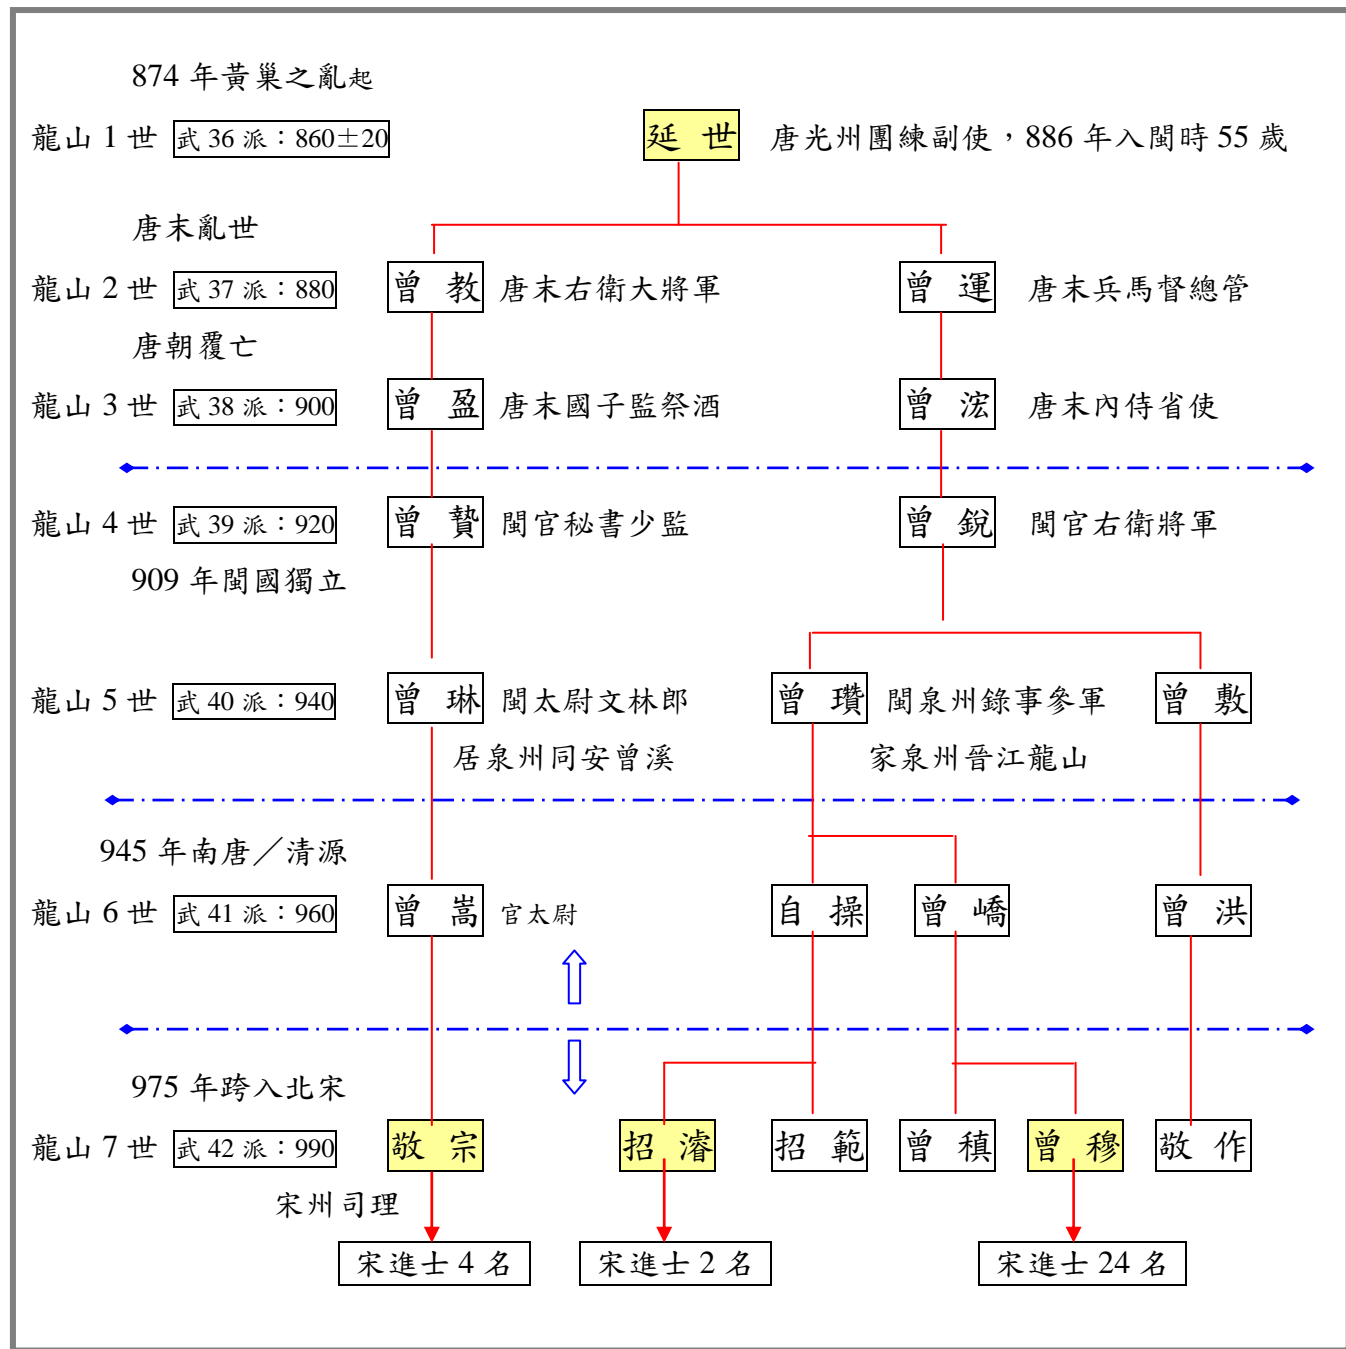 874 年黃巢之亂起
龍山 1 世 武 36 派：860±20 延 世 唐光州團練副使，886 年入閩時 55 歲
唐末亂世
龍山 2 世 武 37 派：880 曾 教 唐末右衛大將軍 曾 運 唐末兵馬督總管
唐朝覆亡
龍山 3 世 武 38 派：900 曾 盈 唐末國子監祭酒 曾 浤 唐末內侍省使
龍山 4 世 武 39 派：920 曾 贄 閩官秘書少監 曾 銳 閩官右衛將軍
909 年閩國獨立
龍山 5 世 武 40 派：940 曾 琳 閩太尉文林郎 曾 瓚 閩泉州錄事參軍 曾 敷
居泉州同安曾溪 家泉州晉江龍山
945 年南唐／清源
龍山 6 世 武 41 派：960 曾 嵩 官太尉 自 操 曾 嶠 曾 洪
975 年跨入北宋
龍山 7 世 武 42 派：990 敬 宗 招 濬 招 範 曾 稹 曾 穆 敬 作
宋州司理
宋進士 4 名 宋進士 2 名 宋進士 24 名